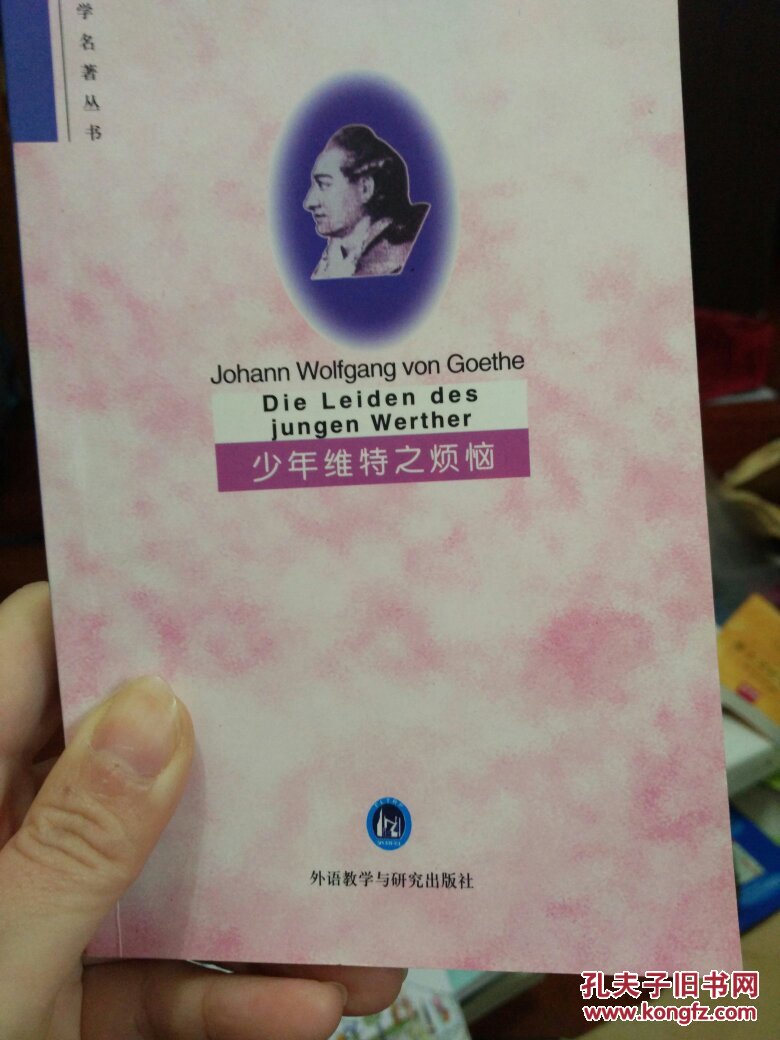 学名著丛书
Johann Wolfgang von Goethe
Die Leiden des
jungen Werther
少年维特之烦恼
外语教学与研究出版社
孔夫子旧书网
www.kongfz.com